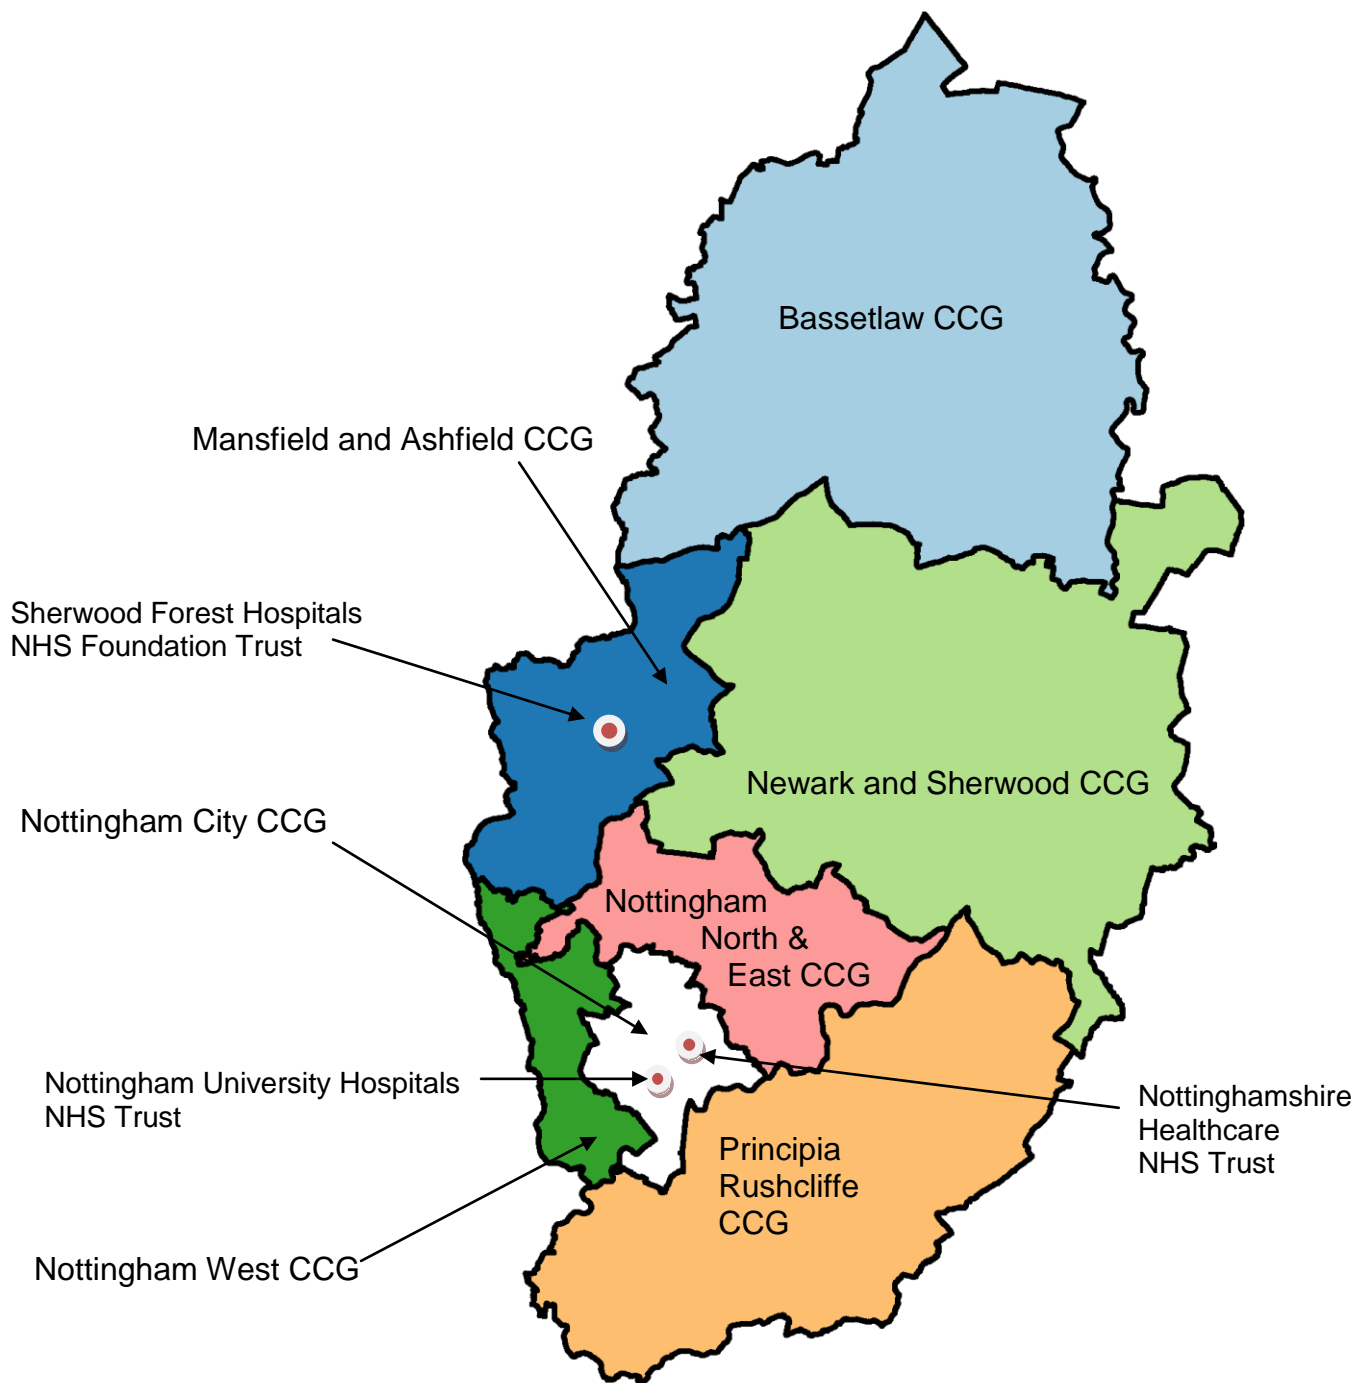 Bassetlaw CCG
Mansfield and Ashfield CCG
Sherwood Forest Hospitals
NHS Foundation Trust
Newark and Sherwood CCG
Nottingham City CCG
Nottingham
North &
East CCG
Nottingham University Hospitals
NHS Trust
Nottinghamshire
Healthcare
NHS Trust
Principia
Rushcliffe
CCG
Nottingham West CCG